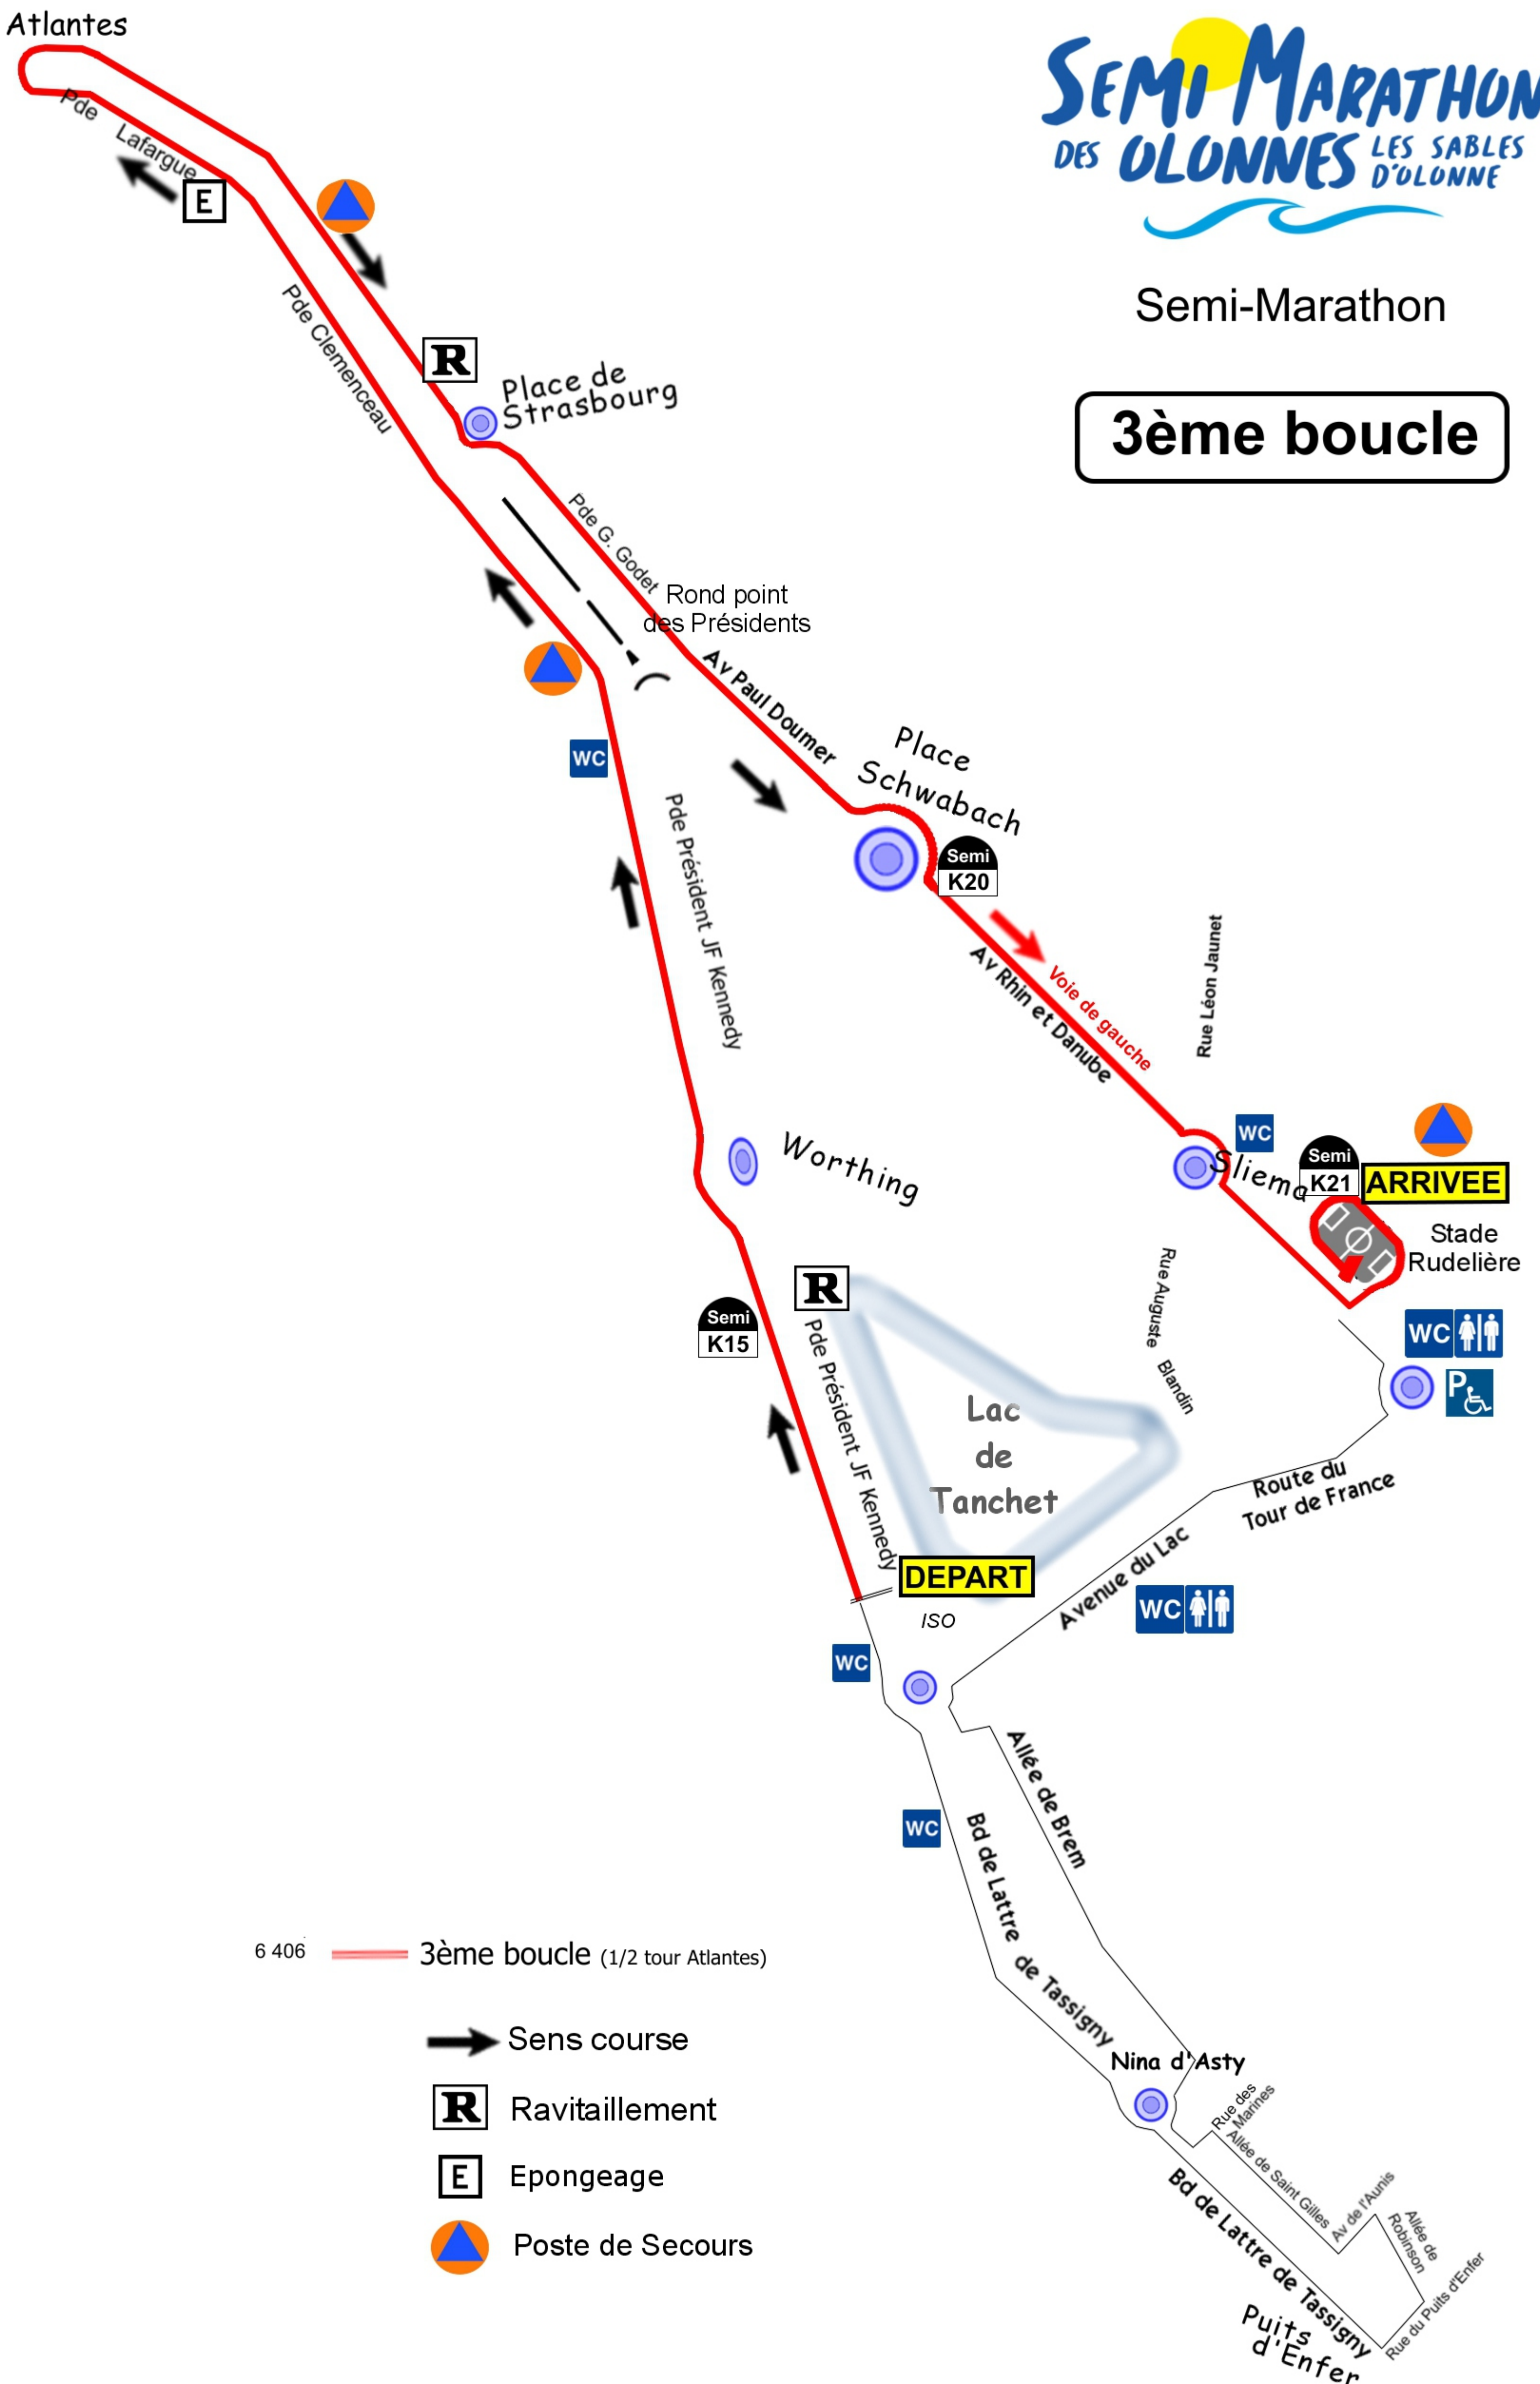 Atlantes
SEMI MARATHON
DES OLONNES LES SABLES
D'OLONNE
Semi-Marathon
3ème boucle
Pde Lafargue
E
Pde Clemenceau
R
Place de
Strasbourg
Pde G. Godet
Rond point
des Présidents
Av Paul Doumer
WC
Place
Schwabach
Semi
K20
Pde Président JF Kennedy
Voie de gauche
Av Rhin et Danube
Rue Léon Jaunet
WC
Sliema
Semi
K21
ARRIVEE
Stade
Rudelière
Worthing
R
Semi
K15
Pde Président JF Kennedy
Rue Auguste Blandin
WC
P
Lac
de
Tanchet
Route du
Tour de France
DEPART
ISO
Avenue du Lac
WC
WC
Allée de Brem
WC
Bd de Lattre de Tassigny
6 406
3ème boucle (1/2 tour Atlantes)
Sens course
R Ravitaillement
E Epongeage
Poste de Secours
Nina d'Asty
Rue des
Marines
Allée de Saint Gilles
Av de l'Aunis
Allée de
Robinson
Bd de Lattre de Tassigny
Rue du Puits d'Enfer
Puits
d'Enfer